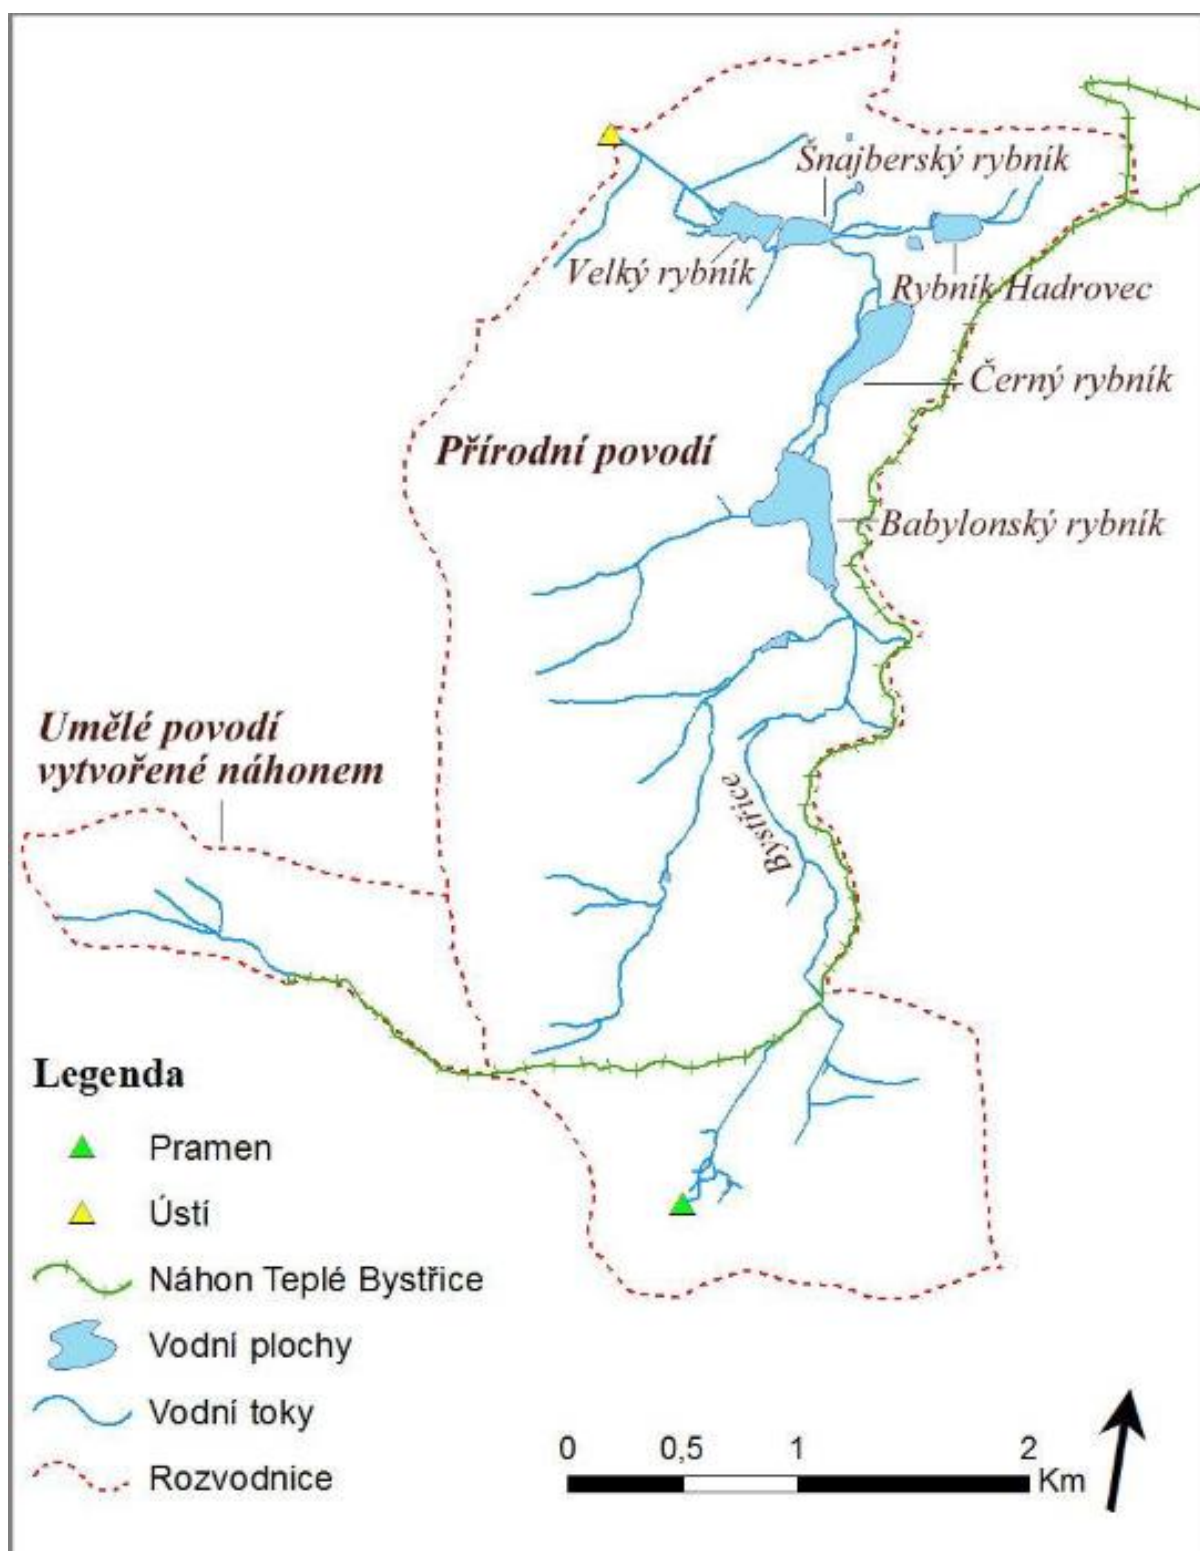 Šnajberský rybník
Velký rybník
Rybník Hadrovec
Černý rybník
Přírodní povodí
Babylonský rybník
Umělé povodí
vytvořené náhonem
Bystřice
Legenda
Pramen
Ústí
Náhon Teplé Bystřice
Vodní plochy
Vodní toky
Rozvodnice
0 0,5 1 2
Km